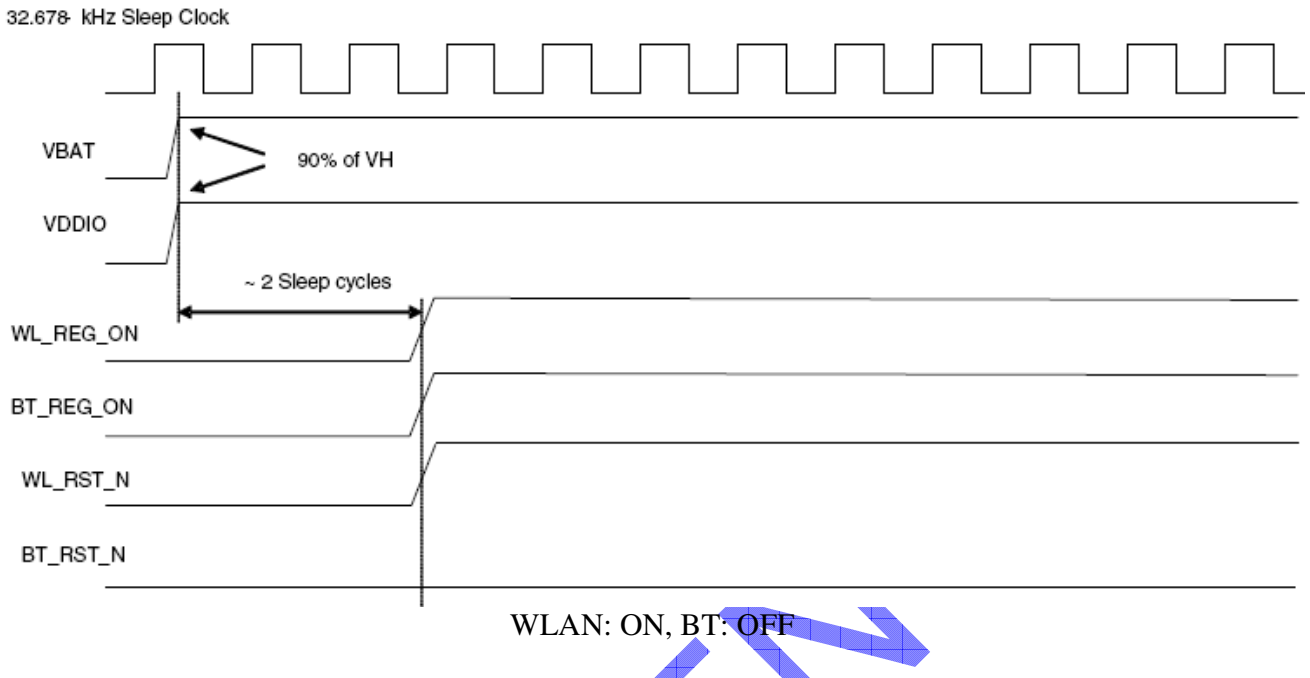 32.678- kHz Sleep Clock
VBAT
90% of VH
VDDIO
~ 2 Sleep cycles
WL_REG_ON
BT_REG_ON
WL_RST_N
BT_RST_N
WLAN: ON, BT: OFF